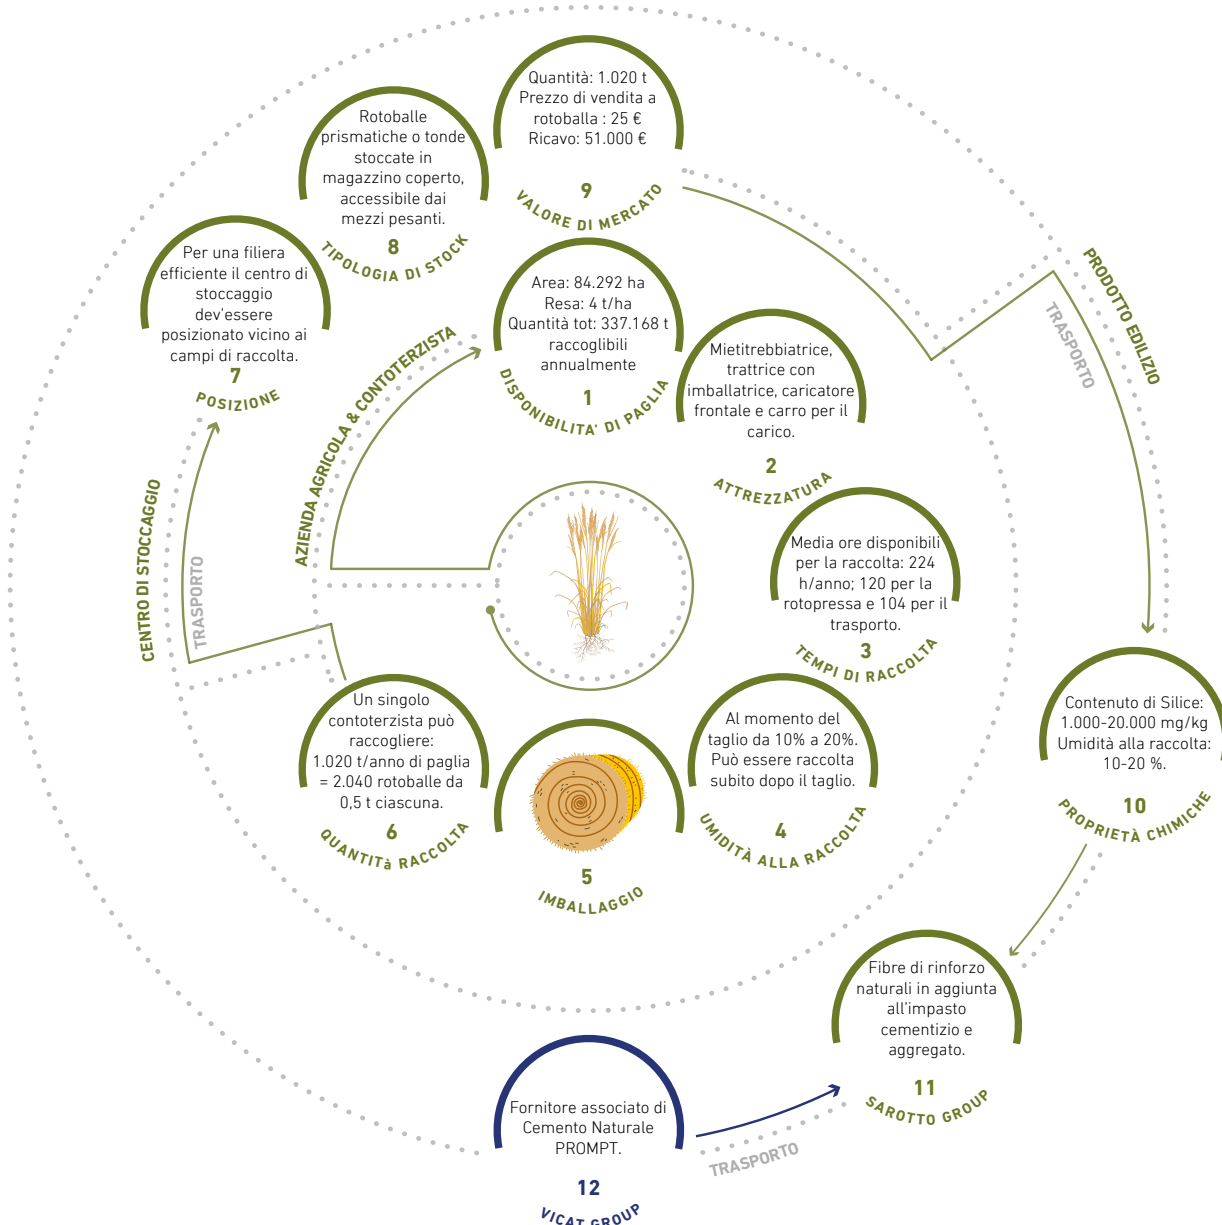 Quantità: 1.020 t
Prezzo di vendita a
rotoballa : 25 €
Ricavo: 51.000 €
9
VALORE DI MERCATO
Rotoballe
prismatiche o tonde
stoccate in
magazzino coperto,
accessibile dai
mezzi pesanti.
8
TIPOLOGIA DI STOCK
Per una filiera
efficiente il centro di
stoccaggio
dev'essere
posizionato vicino ai
campi di raccolta.
7
POSIZIONE
Area: 84.292 ha
Resa: 4 t/ha
Quantità tot: 337.168 t
raccoglibili
annualmente
1
DISPONIBILITA' DI PAGLIA
Mietitrebbiatrice,
trattrice con
imballatrice, caricatore
frontale e carro per il
carico.
2
ATTREZZATURA
Media ore disponibili
per la raccolta: 224
h/anno; 120 per la
rotopressa e 104 per il
trasporto.
3
TEMPI DI RACCOLTA
Al momento del
taglio da 10% a 20%.
Può essere raccolta
subito dopo il taglio.
4
UMIDITÀ ALLA RACCOLTA
5
IMBALLAGGIO
Un singolo
contoterzista può
raccogliere:
1.020 t/anno di paglia
= 2.040 rotoballe da
0,5 t ciascuna.
6
QUANTITà RACCOLTA
AZIENDA AGRICOLA & CONTOTERZISTA
CENTRO DI STOCCAGGIO
TRASPORTO
PRODOTTO EDILIZIO
TRASPORTO
Contenuto di Silice:
1.000-20.000 mg/kg
Umidità alla raccolta:
10-20 %.
10
PROPRIETÀ CHIMICHE
Fibre di rinforzo
naturali in aggiunta
all'impasto
cementizio e
aggregato.
11
SAROTTO GROUP
Fornitore associato di
Cemento Naturale
PROMPT.
12
VICAT GROUP
TRASPORTO